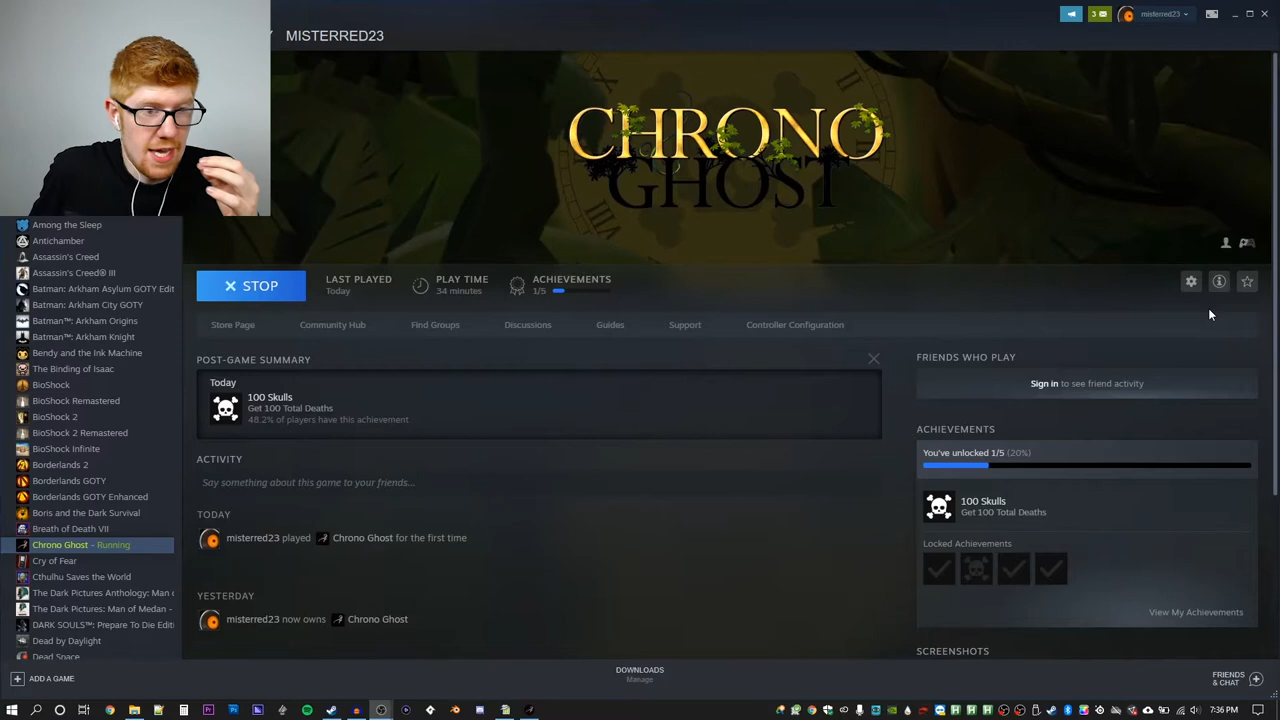 misterred23
3
MISTERRED23
CHRONO
GHOST
STOP
LAST PLAYED
Today
PLAY TIME
34 minutes
ACHIEVEMENTS
1/5
Store Page
Community Hub
Find Groups
Discussions
Guides
Support
Controller Configuration
POST-GAME SUMMARY
Today
100 Skulls
Get 100 Total Deaths
48.2% of players have this achievement
ACTIVITY
Say something about this game to your friends...
TODAY
misterred23 played Chrono Ghost for the first time
YESTERDAY
misterred23 now owns Chrono Ghost
FRIENDS WHO PLAY
Sign in to see friend activity
ACHIEVEMENTS
You've unlocked 1/5 (20%)
100 Skulls
Get 100 Total Deaths
Locked Achievements
View My Achievements
SCREENSHOTS
Among the Sleep
Antichamber
Assassin's Creed
Assassin's Creed® III
Batman: Arkham Asylum GOTY Edit
Batman: Arkham City GOTY
Batman™: Arkham Origins
Batman™: Arkham Knight
Bendy and the Ink Machine
The Binding of Isaac
BioShock
BioShock Remastered
BioShock 2
BioShock 2 Remastered
BioShock Infinite
Borderlands 2
Borderlands GOTY
Borderlands GOTY Enhanced
Boris and the Dark Survival
Breath of Death VII
Chrono Ghost - Running
Cry of Fear
Cthulhu Saves the World
The Dark Pictures Anthology: Man
The Dark Pictures: Man of Medan -
DARK SOULS™: Prepare To Die Editi
Dead by Daylight
Dead Space
ADD A GAME
DOWNLOADS
Manage
FRIENDS
& CHAT
7:36 PM